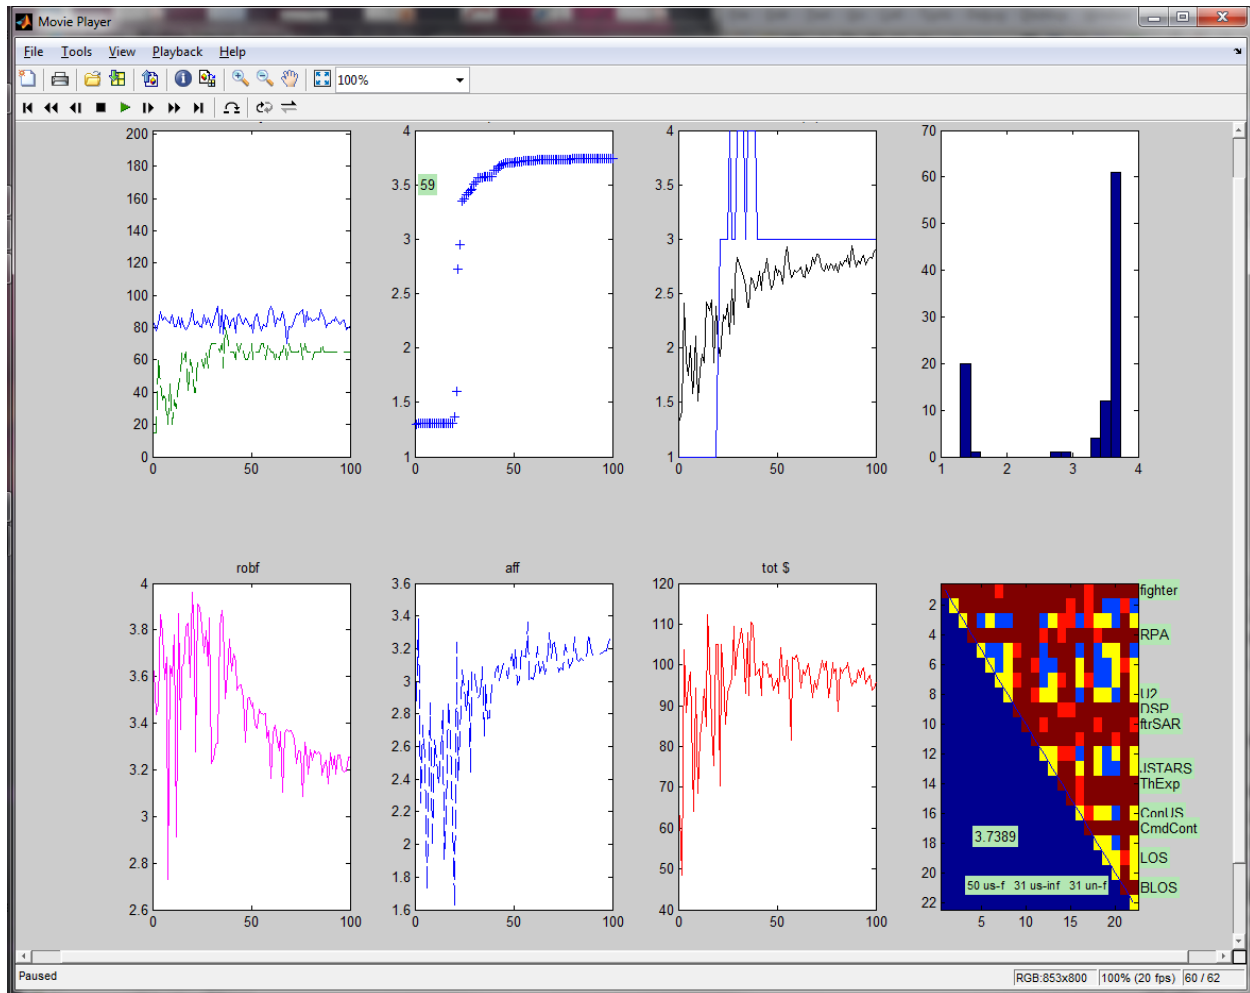 Movie Player
File Tools View Playback Help
100%
200
180
160
140
120
100
80
60
40
20
0
0 50 100
4
3.5
3
2.5
2
1.5
1
59
0 50 100
4
3.5
3
2.5
2
1.5
1
0 50 100
70
60
50
40
30
20
10
0
1 2 3 4
robf
4
3.8
3.6
3.4
3.2
3
2.8
2.6
0 50 100
aff
3.6
3.4
3.2
3
2.8
2.6
2.4
2.2
2
1.8
1.6
0 50 100
tot $
120
110
100
90
80
70
60
50
40
0 50 100
2
4
6
8
10
12
14
16
18
20
22
5 10 15 20
fighter
RPA
U2
DSP
ftrSAR
JSTARS
ThExp
ConUS
CmdCont
LOS
BLOS
3.7389
50 us-f 31 us-inf 31 un-f
Paused
RGB:853x800 100% (20 fps) 60 / 62